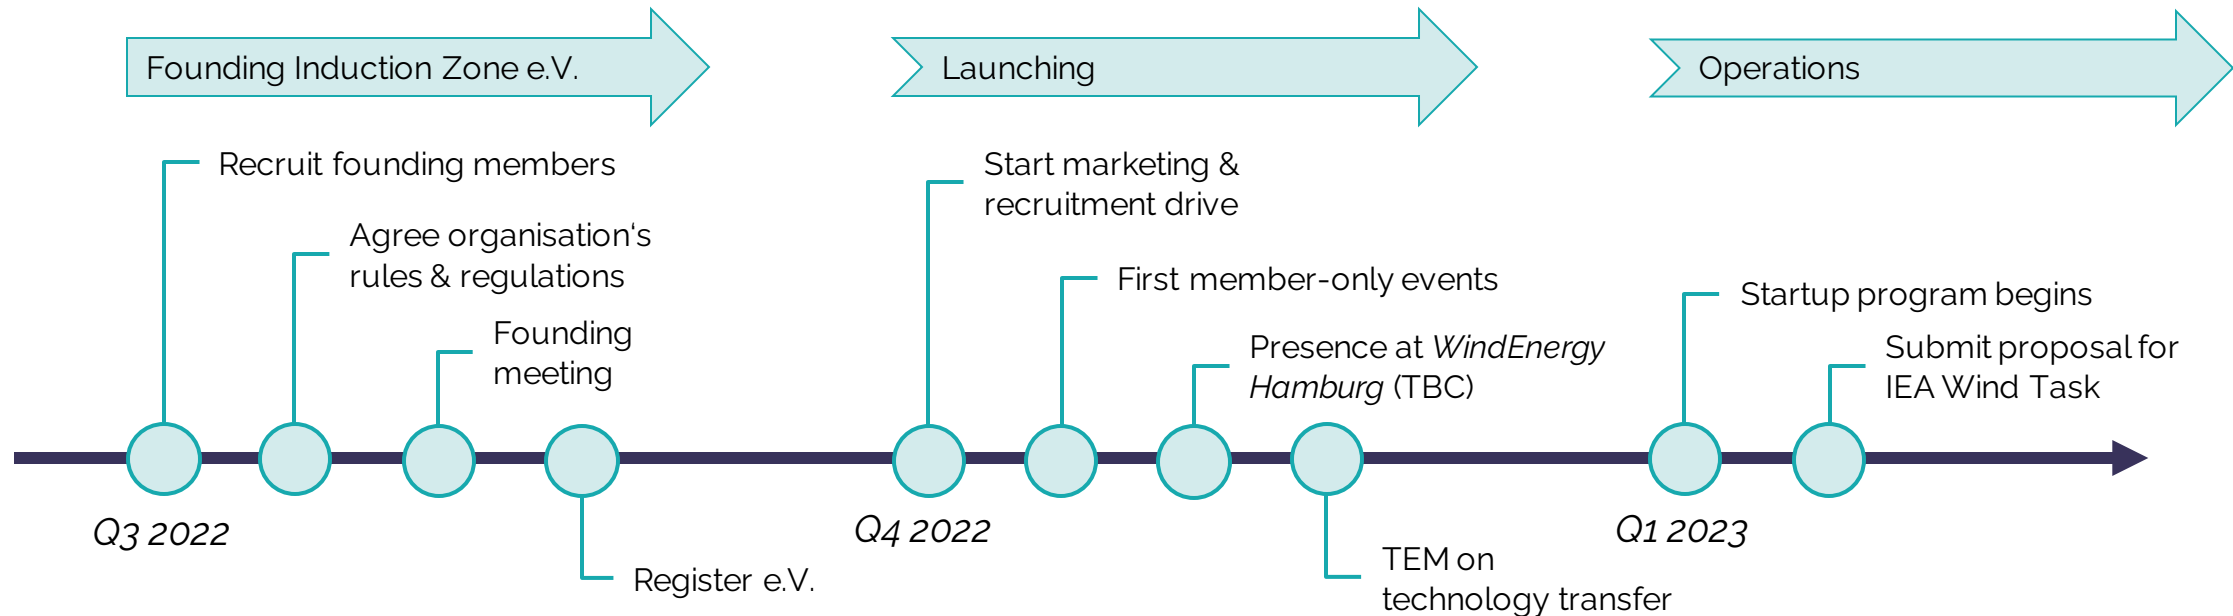 Founding Induction Zone e.V.
Launching
Operations
Recruit founding members
Agree organisation‘s
rules & regulations
Founding
meeting
Register e.V.
Start marketing &
recruitment drive
First member-only events
Presence at WindEnergy
Hamburg (TBC)
TEM on
technology transfer
Startup program begins
Submit proposal for
IEA Wind Task
Q3 2022
Q4 2022
Q1 2023